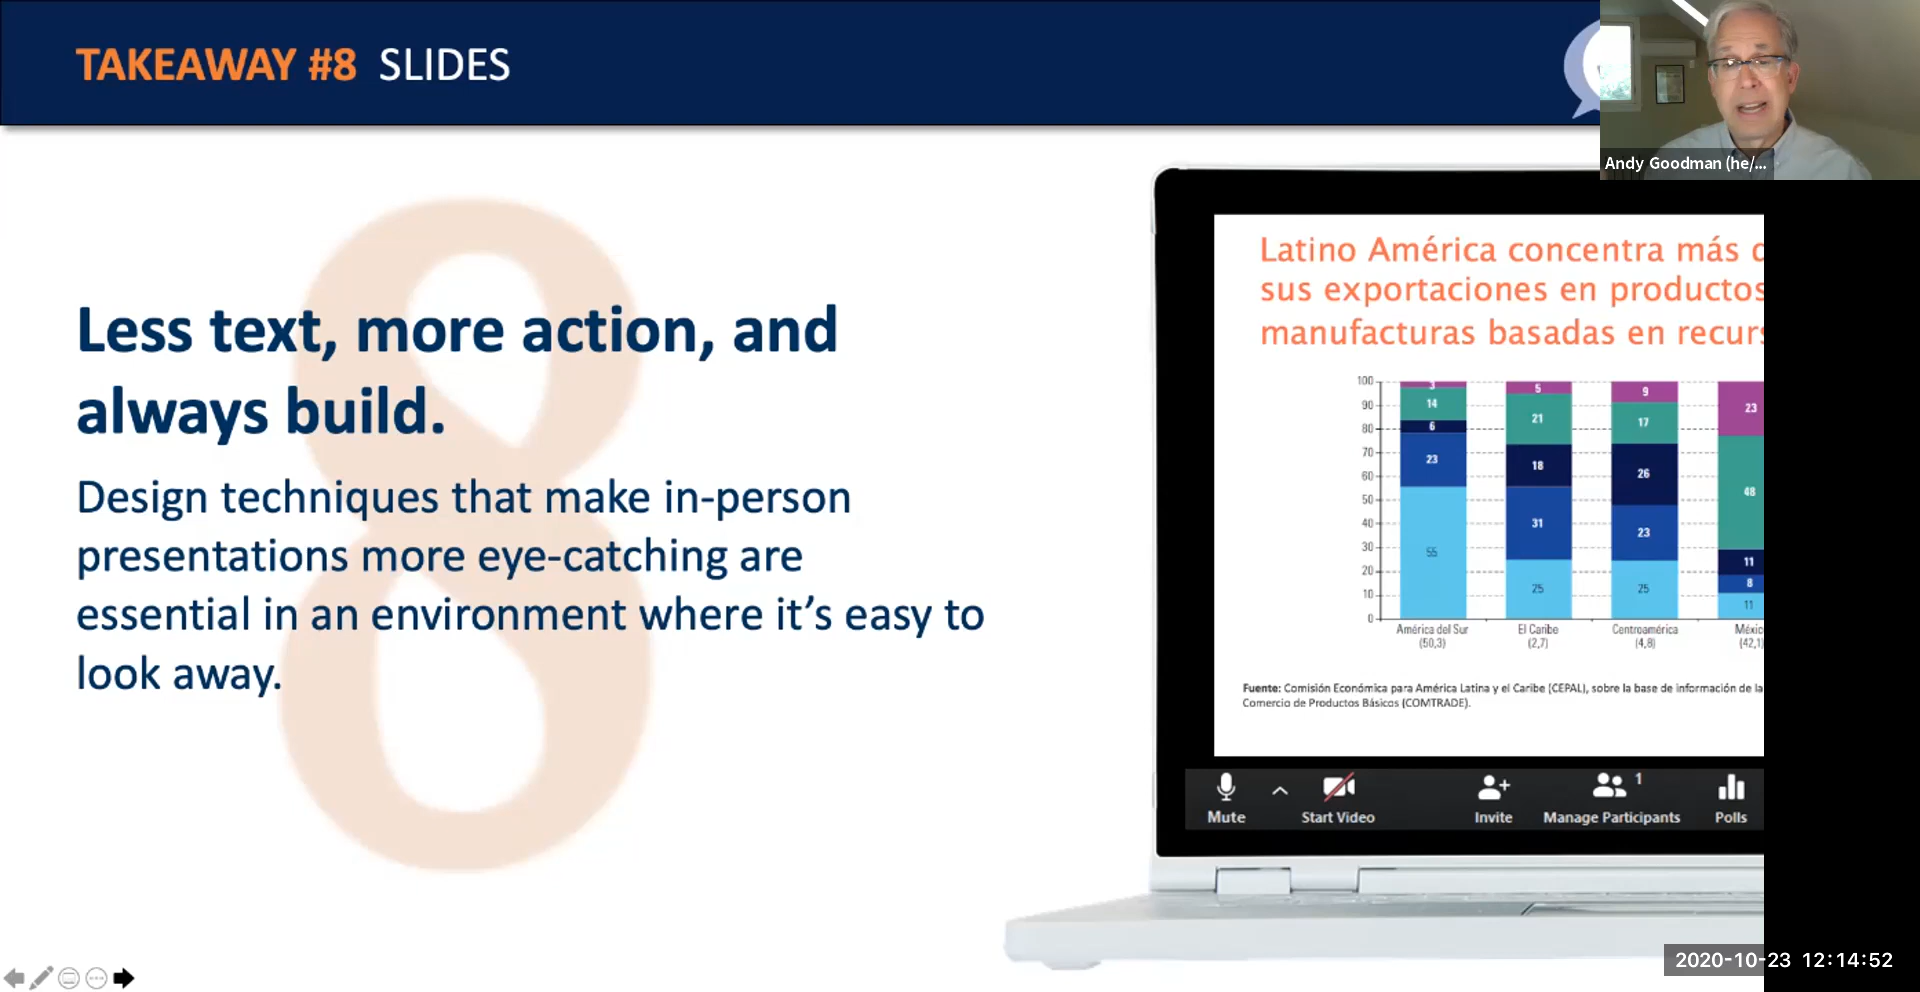 TAKEAWAY #8 SLIDES
Andy Goodman (he/...
Less text, more action, and
always build.
Design techniques that make in-person
presentations more eye-catching are
essential in an environment where it's easy to
look away.
8
Latino América concentra más
sus exportaciones en productos
manufacturas basadas en recurs
100
90
80
70
60
50
40
30
20
10
0
3
14
6
23
55
5
21
18
31
25
9
17
26
23
25
23
48
11
8
11
América del Sur
(50,3)
El Caribe
(2,7)
Centroamérica
(4,8)
Méxic
(42,1)
Fuente: Comisión Económica para América Latina y el Caribe (CEPAL), sobre la base de información de la
Comercio de Productos Básicos (COMTRADE).
1
Mute
Start Video
Invite
Manage Participants
Polls
2020-10-23 12:14:52